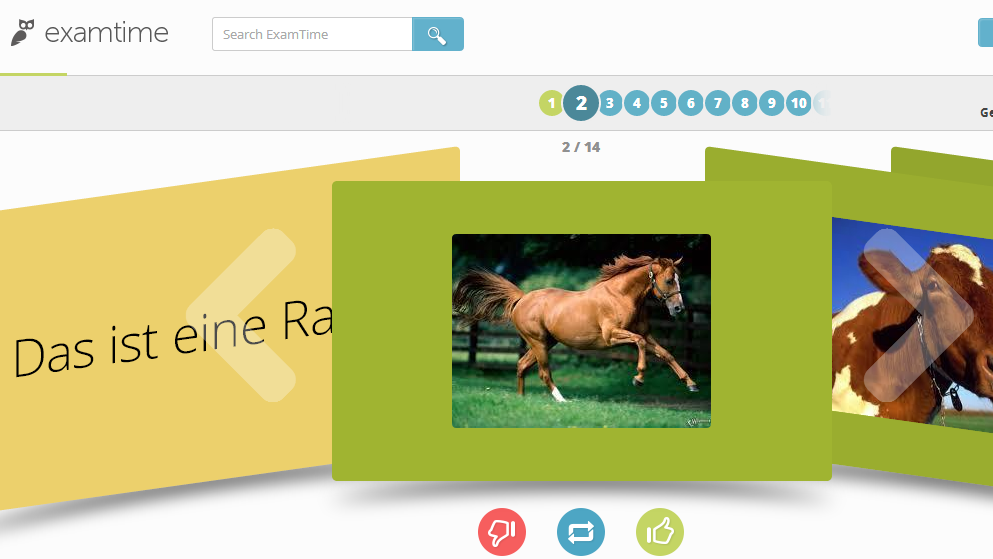 examtime
Search ExamTime
1 2 3 4 5 6 7 8 9 10
Ge
2 / 14
Das ist eine Ra